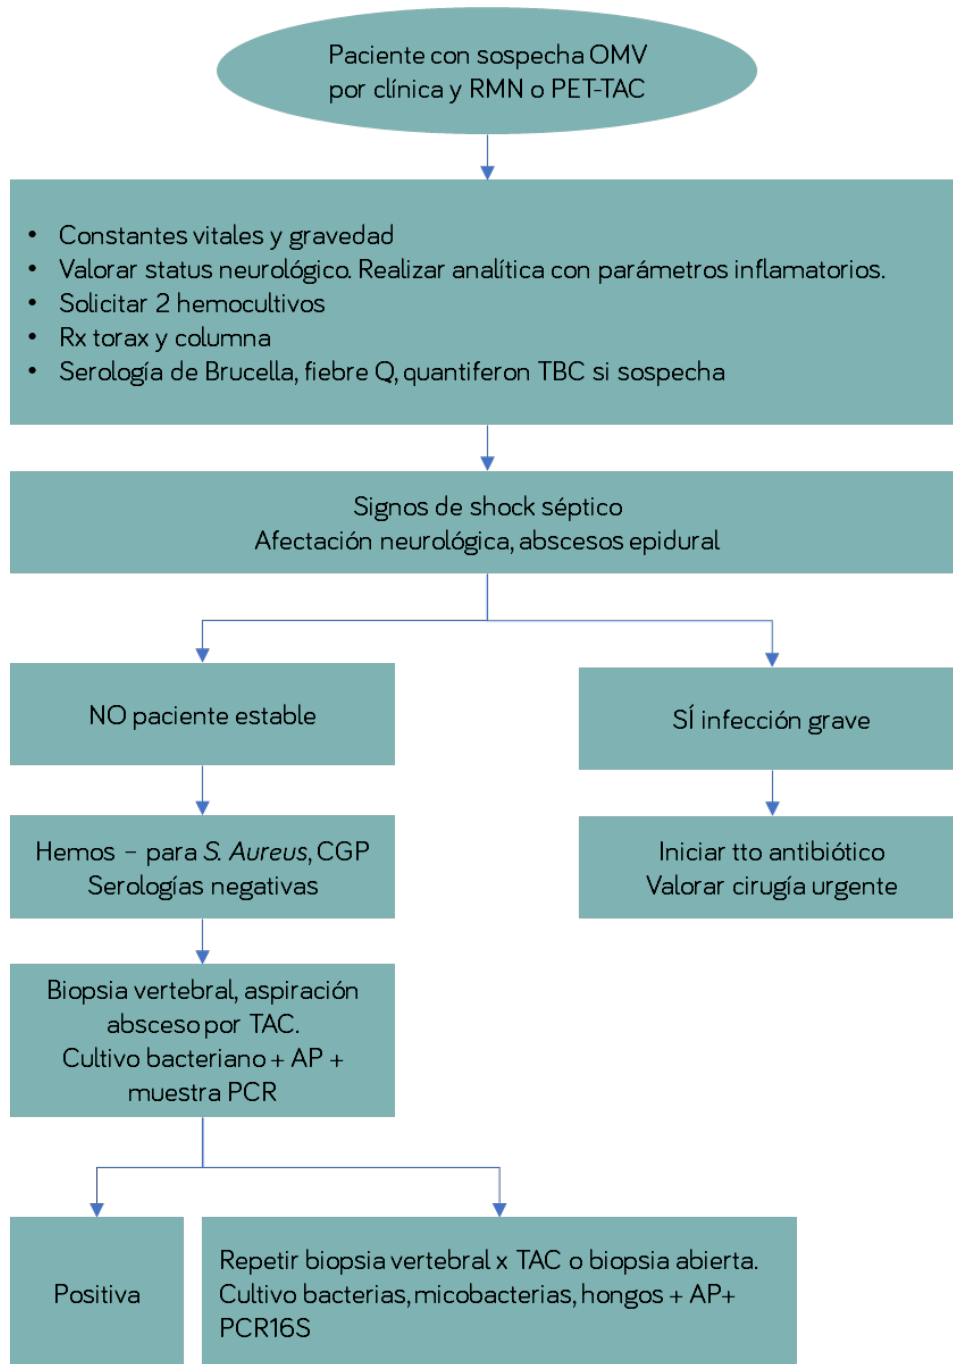 Paciente con sospecha OMV
por clínica y RMN o PET-TAC
• Constantes vitales y gravedad
• Valorar status neurológico. Realizar analítica con parámetros inflamatorios.
• Solicitar 2 hemocultivos
• Rx torax y columna
• Serología de Brucella, fiebre Q, quantiferon TBC si sospecha
Signos de shock séptico
Afectación neurológica, abscesos epidural
NO paciente estable
SÍ infección grave
Hemos – para S. Aureus, CGP
Serologías negativas
Iniciar tto antibiótico
Valorar cirugía urgente
Biopsia vertebral, aspiración
absceso por TAC.
Cultivo bacteriano + AP +
muestra PCR
Positiva
Repetir biopsia vertebral x TAC o biopsia abierta.
Cultivo bacterias, micobacterias, hongos + AP+
PCR16S